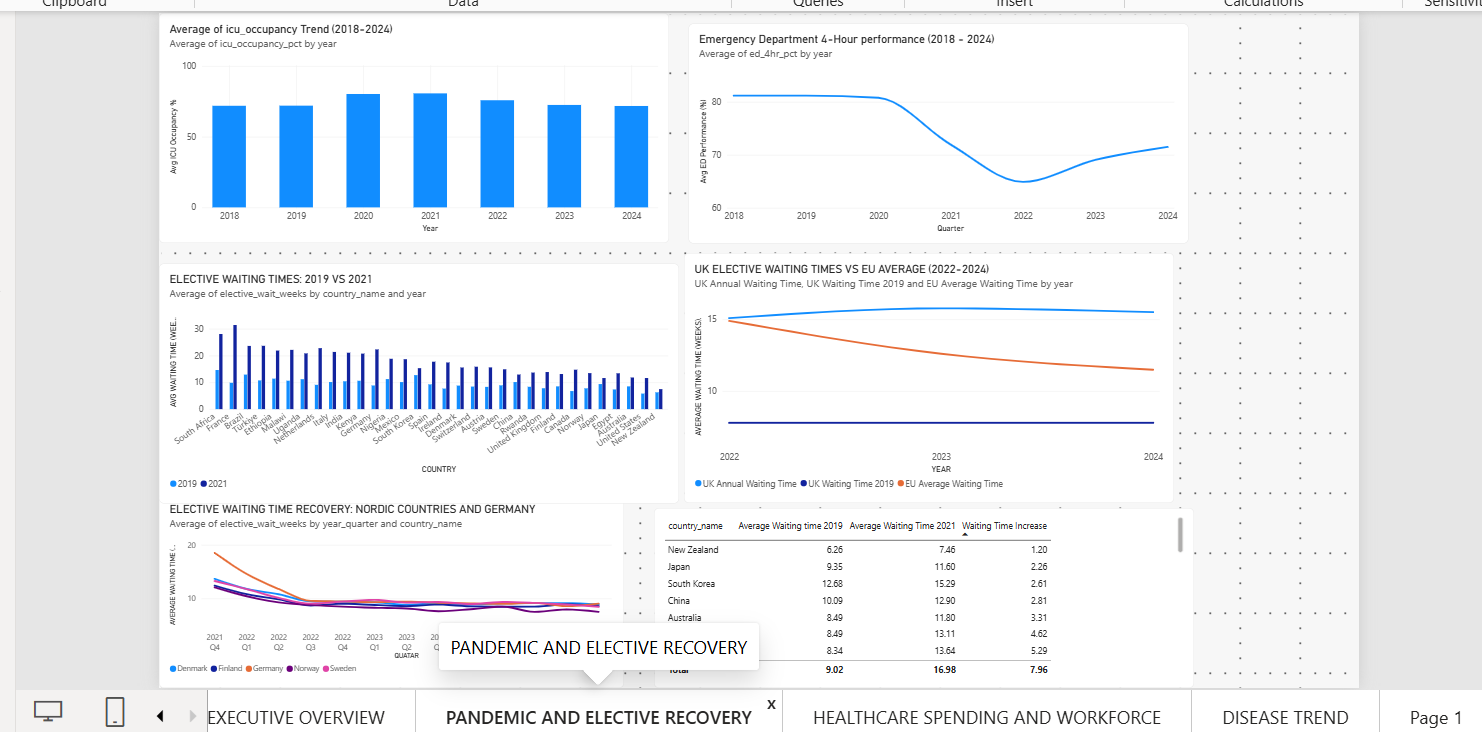 Clipboard Data Queries Insert Calculations
Average of icu_occupancy Trend (2018-2024)
Average of icu_occupancy_pct by year
Avg ICU Occupancy %
100
50
0
2018 2019 2020 2021 2022 2023 2024
Year
Emergency Department 4-Hour performance (2018 - 2024)
Average of ed_4hr_pct by year
Avg ED Performance (%)
80
70
60
2018 2019 2020 2021 2022 2023 2024
Quarter
ELECTIVE WAITING TIMES: 2019 VS 2021
Average of elective_wait_weeks by country_name and year
AVG WAITING TIME (WEE...
30
20
10
0
South Africa France Brazil Türkiye Ethiopia Malawi Uganda Netherlands Italy India Kenya Germany Nigeria Mexico South Korea Spain Ireland Denmark Switzerland Austria Sweden China Rwanda United Kingdom Finland Canada Norway Japan Egypt Australia United States New Zealand
COUNTRY
2019 2021
UK ELECTIVE WAITING TIMES VS EU AVERAGE (2022-2024)
UK Annual Waiting Time, UK Waiting Time 2019 and EU Average Waiting Time by year
AVERAGE WAITING TIME (WEEKS).
15
10
2022 2023 2024
YEAR
UK Annual Waiting Time UK Waiting Time 2019 EU Average Waiting Time
ELECTIVE WAITING TIME RECOVERY: NORDIC COUNTRIES AND GERMANY
Average of elective_wait_weeks by year_quarter and country_name
AVERAGE WAITING TIME (...
20
10
2021 2022 2022 2022 2022 2023 2023
Q4 Q1 Q2 Q3 Q4 Q1 Q2
QUATAR
Denmark Finland Germany Norway Sweden
country_name Average Waiting time 2019 Average Waiting Time 2021 Waiting Time Increase
New Zealand 6.26 7.46 1.20
Japan 9.35 11.60 2.26
South Korea 12.68 15.29 2.61
China 10.09 12.90 2.81
Australia 8.49 11.80 3.31
8.49 13.11 4.62
8.34 13.64 5.29
Total 9.02 16.98 7.96
PANDEMIC AND ELECTIVE RECOVERY
EXECUTIVE OVERVIEW PANDEMIC AND ELECTIVE RECOVERY x HEALTHCARE SPENDING AND WORKFORCE DISEASE TREND Page 1